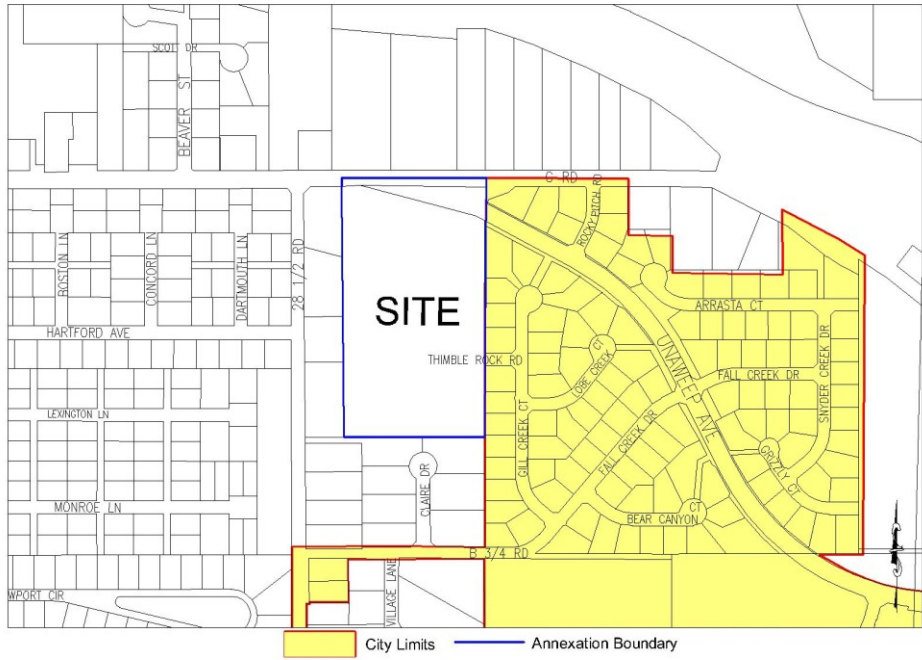 SCOTT DR
BEAVER ST
C RD
ROCKY PITCH RD
BOSTON LN
CONCORD LN
DARTMOUTH LN
28 1/2 RD
SITE
ARRASTA CT
HARTFORD AVE
UNAWEEP AVE
SNYDER CREEK DR
THIMBLE ROCK RD
LOBE CREEK CT
FALL CREEK DR
LEXINGTON LN
GILL CREEK CT
FALL CREEK DR
GRIZZLY CT
CLAIRE DR
MONROE LN
BEAR CANYON CT
B 3/4 RD
WPORT CIR
VILLAGE LANE
City Limits
Annexation Boundary